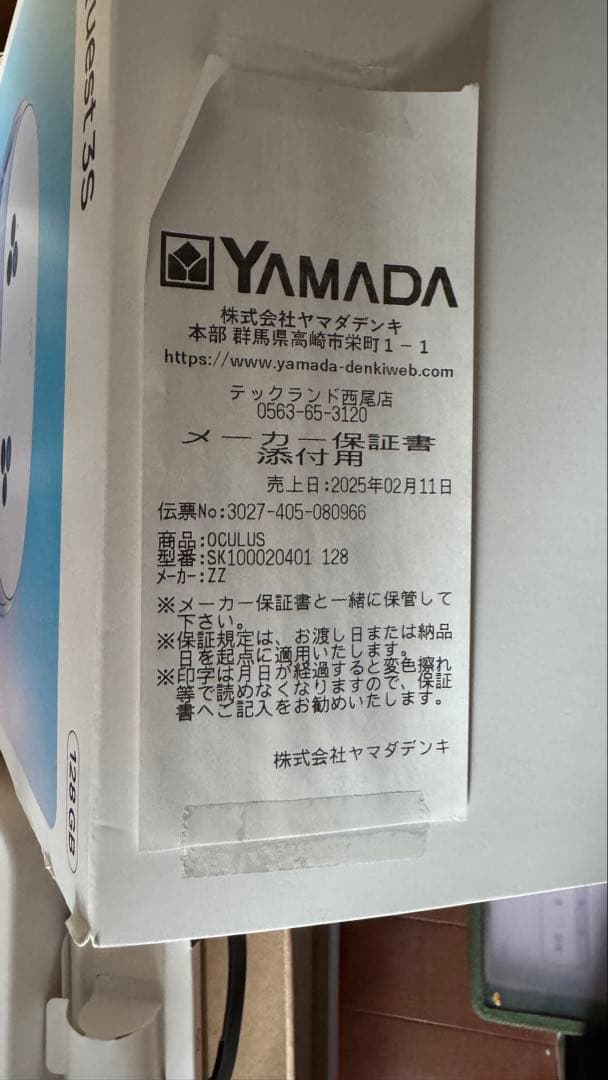 Quest 3S
128 GB
YAMADA
株式会社ヤマダデンキ
本部 群馬県高崎市栄町１－１
https://www.yamada-denkiweb.com
テックランド西尾店
0563-65-3120
メーカー保証書
添付用
売上日:2025年02月11日
伝票No:3027-405-080966
商品:OCULUS
型番:SK100020401 128
ﾒｰｶｰ:ZZ
※メーカー保証書と一緒に保管して
下さい。
※保証規定は、お渡し日または納品
日を起点に適用いたします。
※印字は月日が経過すると変色擦れ
等で読めなくなりますので、保証
書へご記入をお勧めいたします。
株式会社ヤマダデンキ